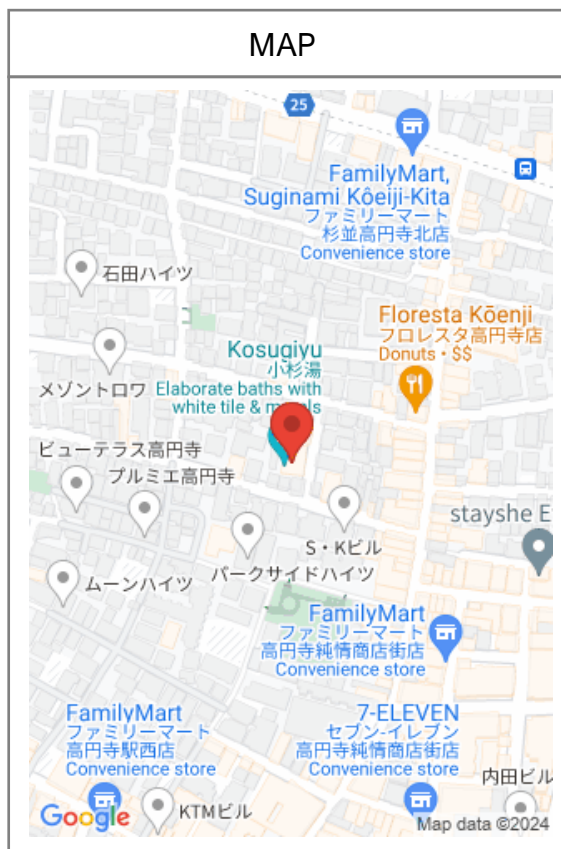 MAP
25
FamilyMart,
Suginami Kôeiji-Kita
ファミリーマート
杉並高円寺北店
Convenience store
石田ハイツ
Floresta Kōenji
フロレスタ高円寺店
Donuts • $$
Kosugiyu
小杉湯
Elaborate baths with
white tile & m ls
メゾントロワ
ビューテラス高円寺
プルミエ高円寺
stayshe E
S・Kビル
パークサイドハイツ
ムーンハイツ
FamilyMart
ファミリーマート
高円寺純情商店街店
Convenience store
FamilyMart
ファミリーマート
高円寺駅西店
Convenience store
7-ELEVEN
セブン-イレブン
高円寺純情商店街店
Convenience store
内田ビル
KTMビル
Google
Map data ©2024